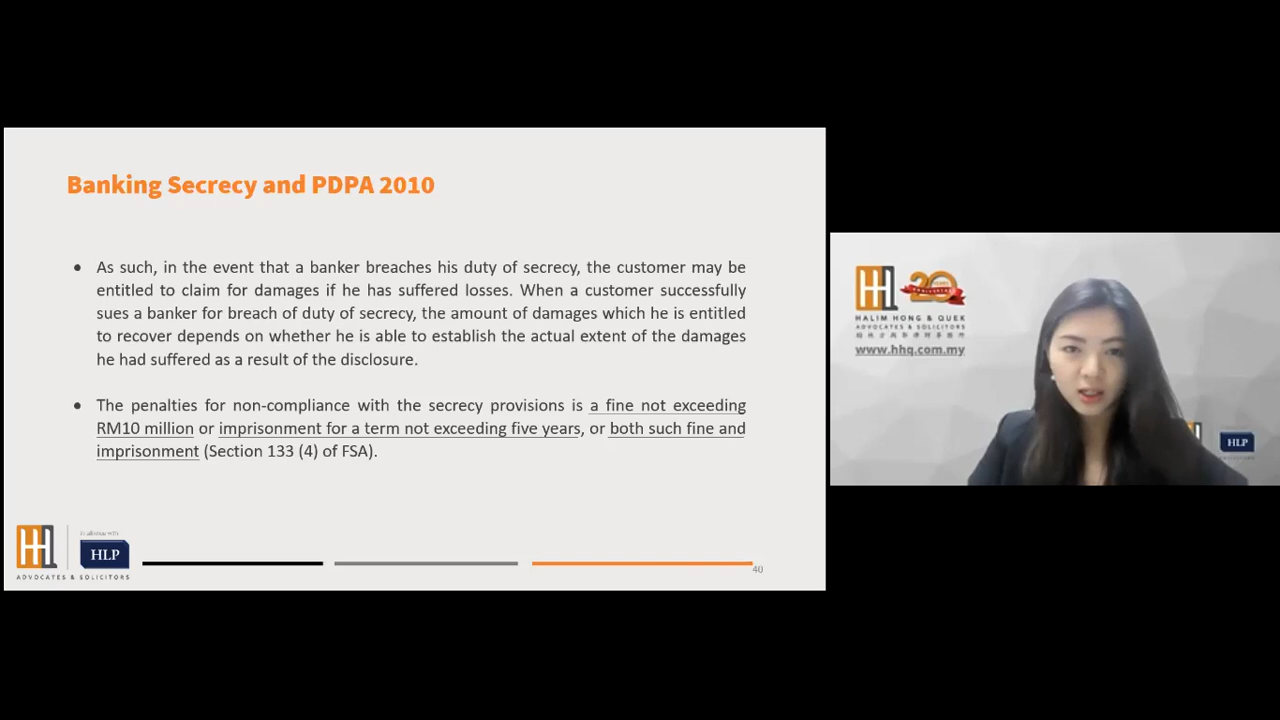 Banking Secrecy and PDPA 2010
● As such, in the event that a banker breaches his duty of secrecy, the customer may be
entitled to claim for damages if he has suffered losses. When a customer successfully
sues a banker for breach of duty of secrecy, the amount of damages which he is entitled
to recover depends on whether he is able to establish the actual extent of the damages
he had suffered as a result of the disclosure.
● The penalties for non-compliance with the secrecy provisions is a fine not exceeding
RM10 million or imprisonment for a term not exceeding five years, or both such fine and
imprisonment (Section 133 (4) of FSA).
HLP
ADVOCATES & SOLICITORS
40
20
ANNIVERSARY
HALIM HONG & QUEK
ADVOCATES & SOLICITORS
www.hhq.com.my
HLP